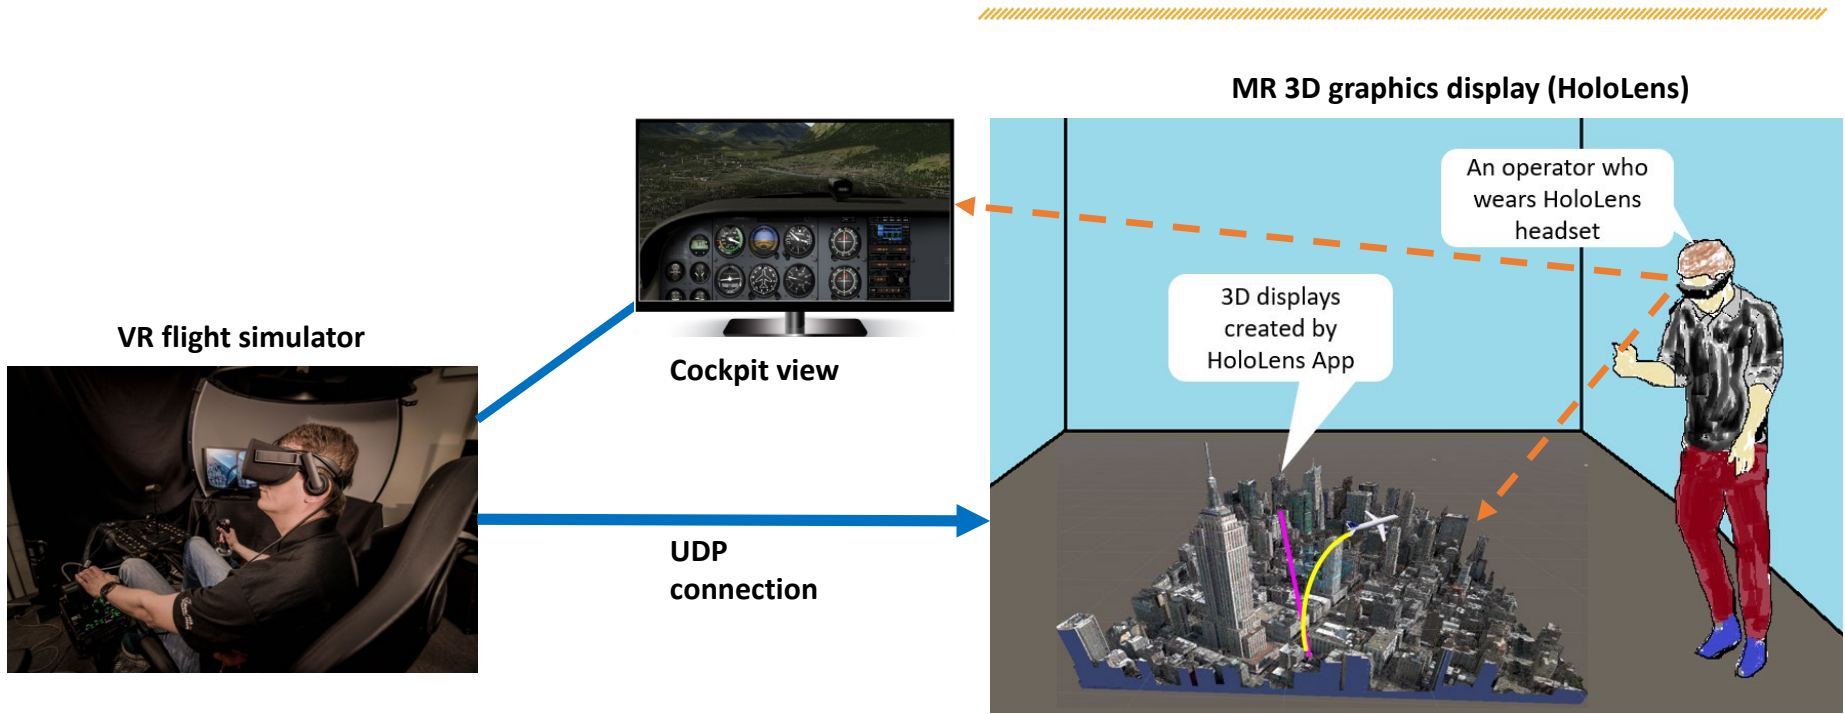 MR 3D graphics display (HoloLens)
An operator who
wears HoloLens
headset
3D displays
created by
HoloLens App
VR flight simulator
Cockpit view
UDP
connection